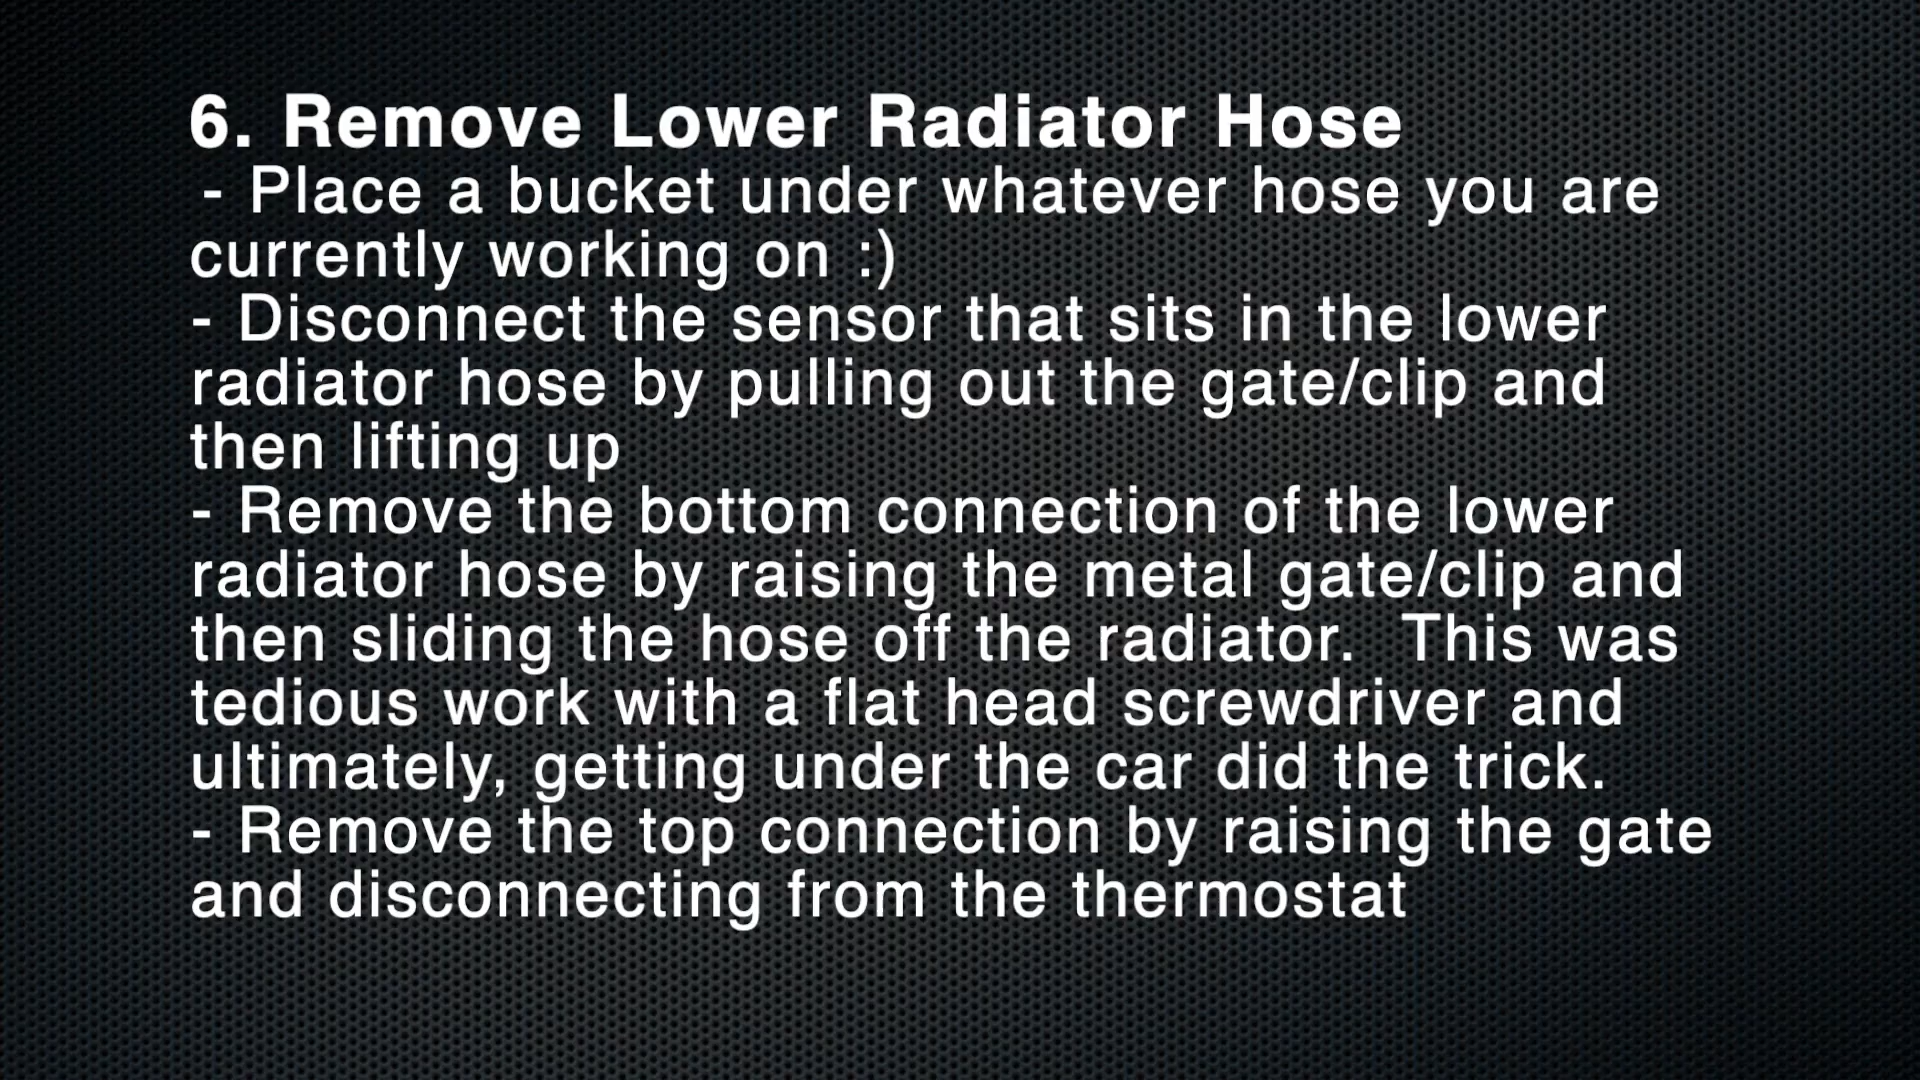 6. Remove Lower Radiator Hose
- Place a bucket under whatever hose you are
currently working on :)
- Disconnect the sensor that sits in the lower
radiator hose by pulling out the gate/clip and
then lifting up
- Remove the bottom connection of the lower
radiator hose by raising the metal gate/clip and
then sliding the hose off the radiator.  This was
tedious work with a flat head screwdriver and
ultimately, getting under the car did the trick.
- Remove the top connection by raising the gate
and disconnecting from the thermostat